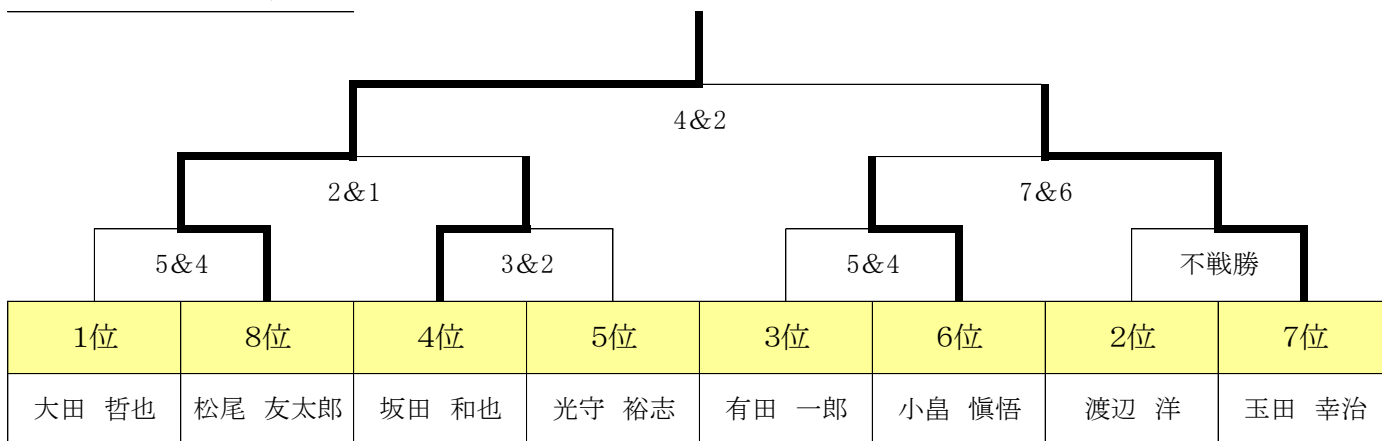 4&2
2&1 7&6
5&4 3&2 5&4 不戦勝
1位 8位 4位 5位 3位 6位 2位 7位
大田 哲也 松尾 友太郎 坂田 和也 光守 裕志 有田 一郎 小畠 愼悟 渡辺 洋 玉田 幸治